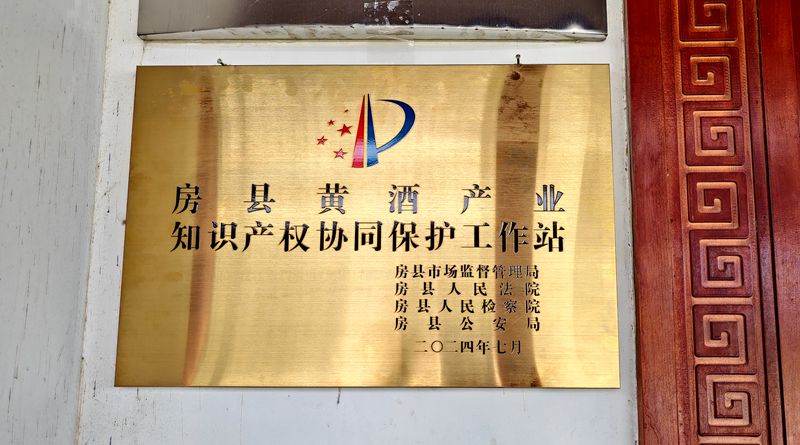 房县黄酒产业
知识产权协同保护工作站
房县市场监督管理局
房县人民法院
房县人民检察院
房县公安局
二〇二四年七月